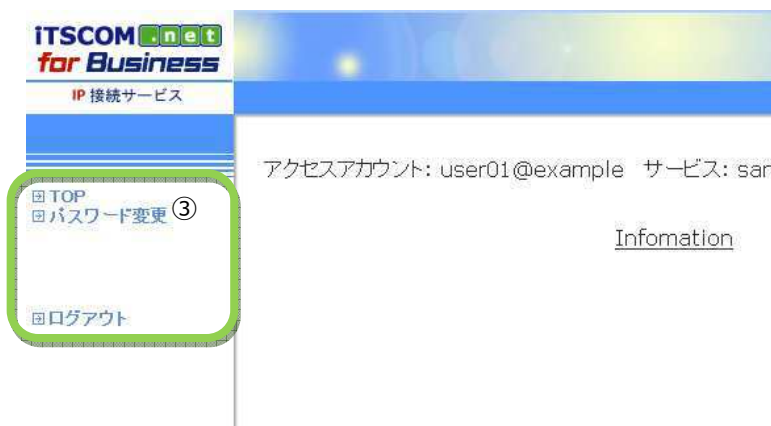 iTSCOM.net
for Business
IP 接続サービス
アクセスアカウント: user01@example サービス: sar
TOP
パスワード変更 ③
Infomation
ログアウト